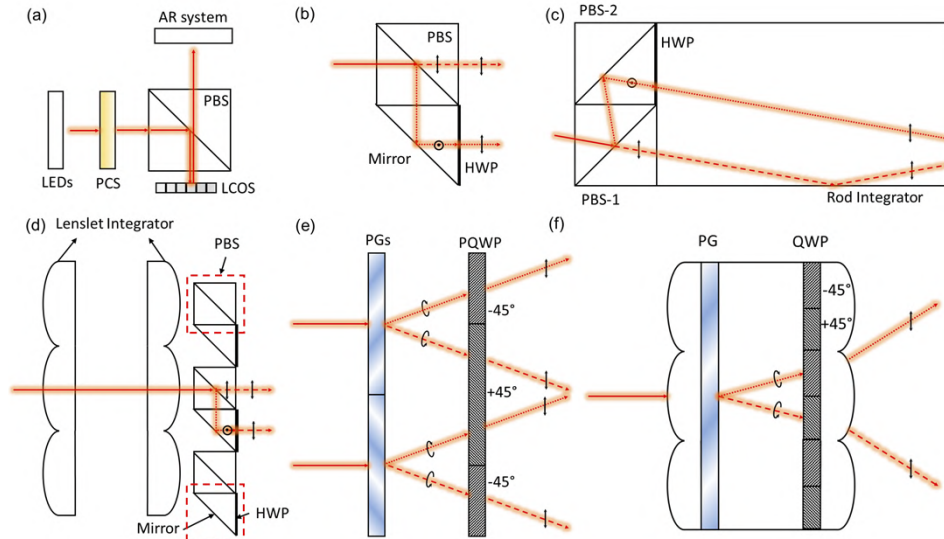 (a)
AR system
PBS
LEDs
PCS
LCOS
(b)
PBS
Mirror
HWP
(c)
PBS-2
HWP
PBS-1
Rod Integrator
(d)
Lenslet Integrator
PBS
Mirror
HWP
(e)
PGs
PQWP
-45°
+45°
-45°
(f)
PG
QWP
-45°
+45°